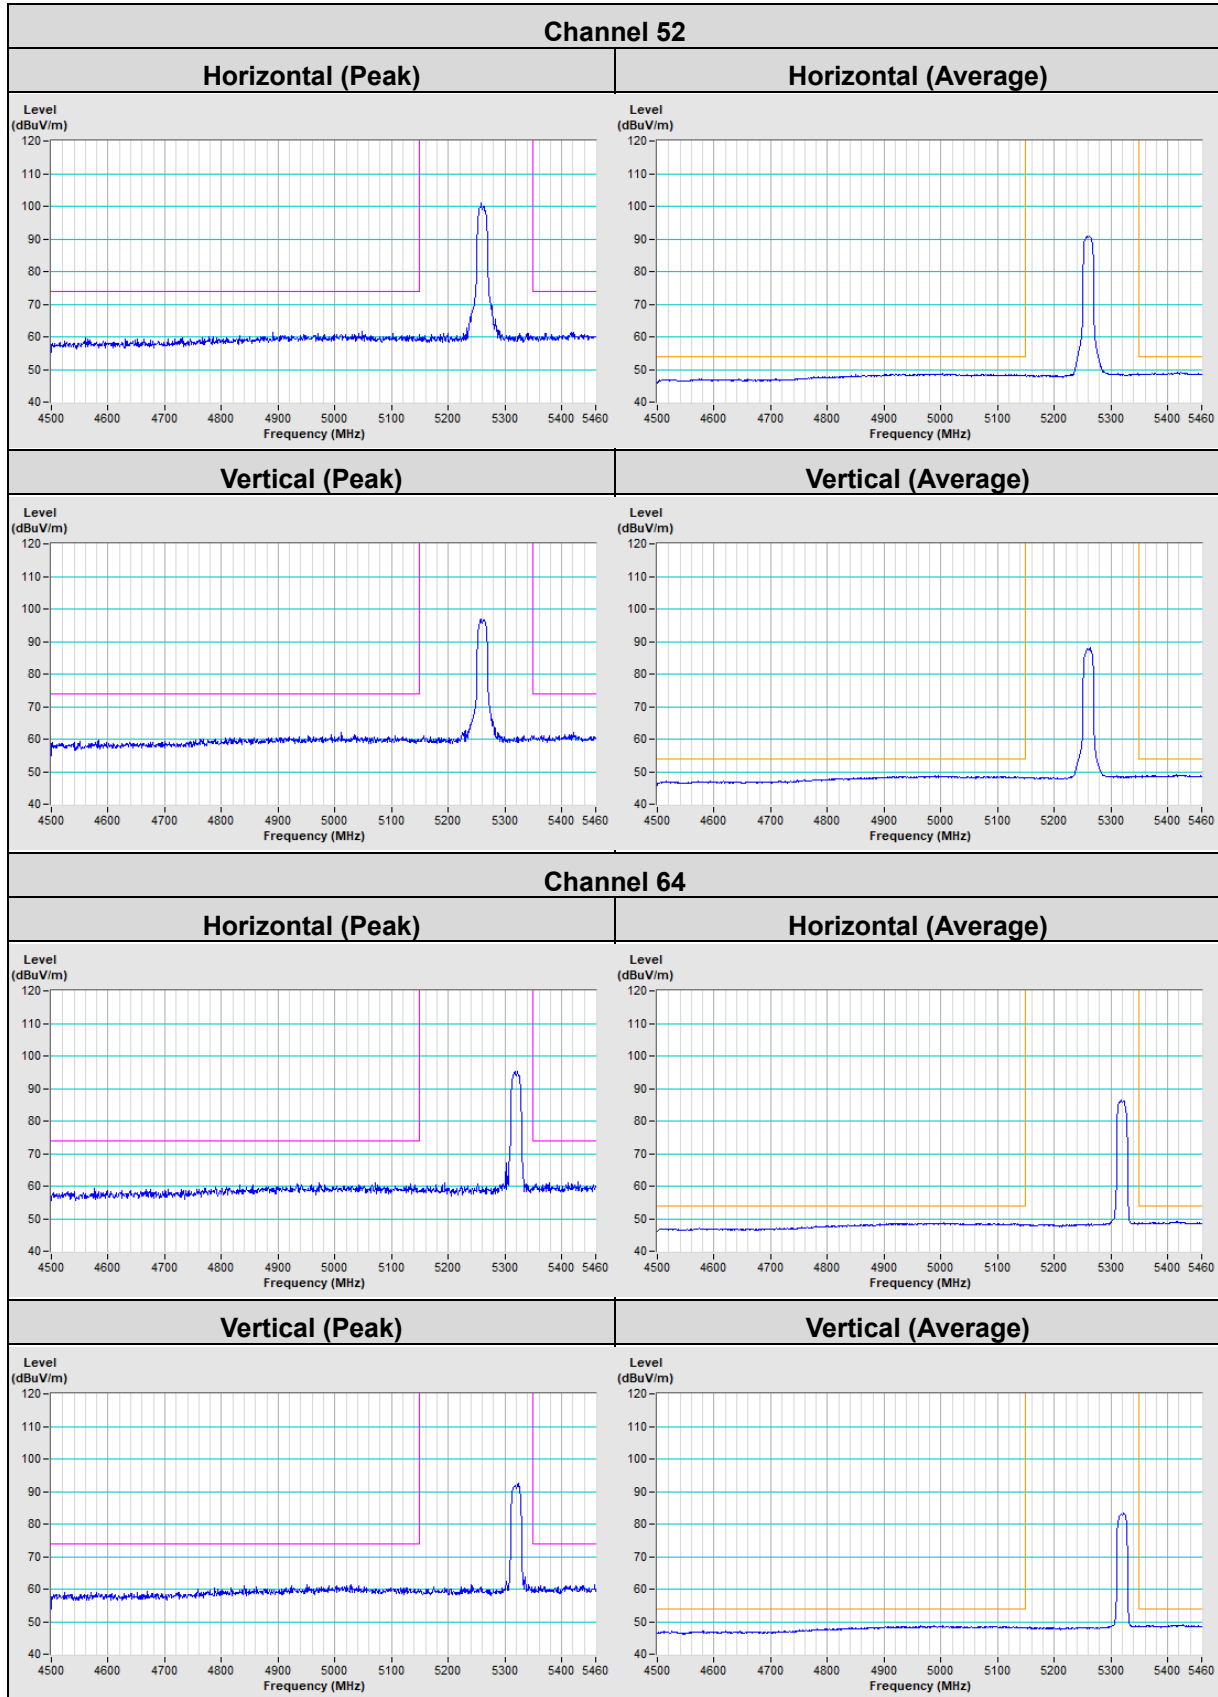 Channel 52
Horizontal (Peak) Horizontal (Average)
Level Level
(dBuV/m) (dBuV/m)
120 120
110 110
100 100
90 90
80 80
70 70
60 60
50 50
40 40
4500 4600 4700 4800 4900 5000 5100 5200 5300 5400 5460 4500 4600 4700 4800 4900 5000 5100 5200 5300 5400 5460
Frequency (MHz) Frequency (MHz)
Vertical (Peak) Vertical (Average)
Level Level
(dBuV/m) (dBuV/m)
120 120
110 110
100 100
90 90
80 80
70 70
60 60
50 50
40 40
4500 4600 4700 4800 4900 5000 5100 5200 5300 5400 5460 4500 4600 4700 4800 4900 5000 5100 5200 5300 5400 5460
Frequency (MHz) Frequency (MHz)
Channel 64
Horizontal (Peak) Horizontal (Average)
Level Level
(dBuV/m) (dBuV/m)
120 120
110 110
100 100
90 90
80 80
70 70
60 60
50 50
40 40
4500 4600 4700 4800 4900 5000 5100 5200 5300 5400 5460 4500 4600 4700 4800 4900 5000 5100 5200 5300 5400 5460
Frequency (MHz) Frequency (MHz)
Vertical (Peak) Vertical (Average)
Level Level
(dBuV/m) (dBuV/m)
120 120
110 110
100 100
90 90
80 80
70 70
60 60
50 50
40 40
4500 4600 4700 4800 4900 5000 5100 5200 5300 5400 5460 4500 4600 4700 4800 4900 5000 5100 5200 5300 5400 5460
Frequency (MHz) Frequency (MHz)